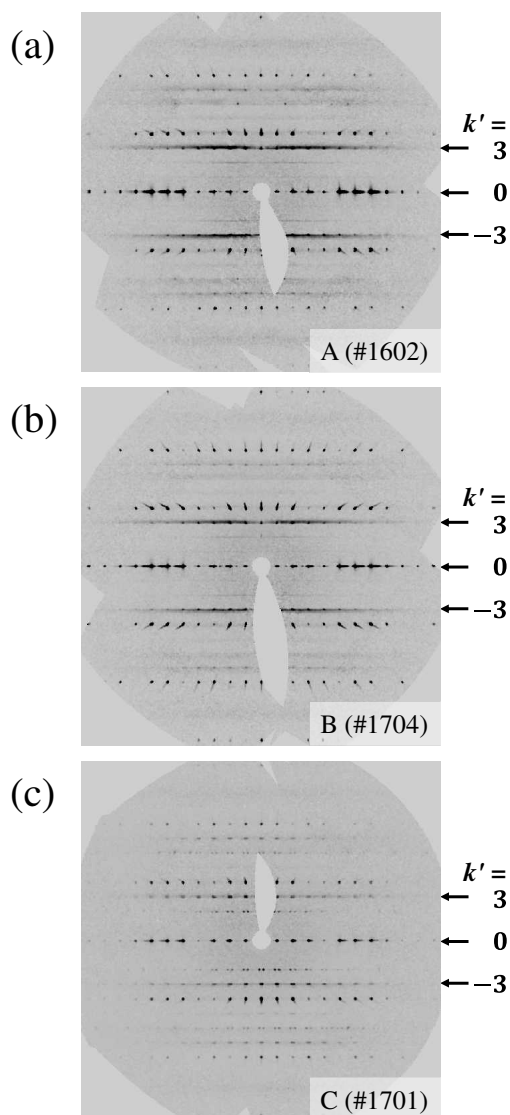 (a)
k' =
3
0
−3
A (#1602)
(b)
k' =
3
0
−3
B (#1704)
(c)
k' =
3
0
−3
C (#1701)